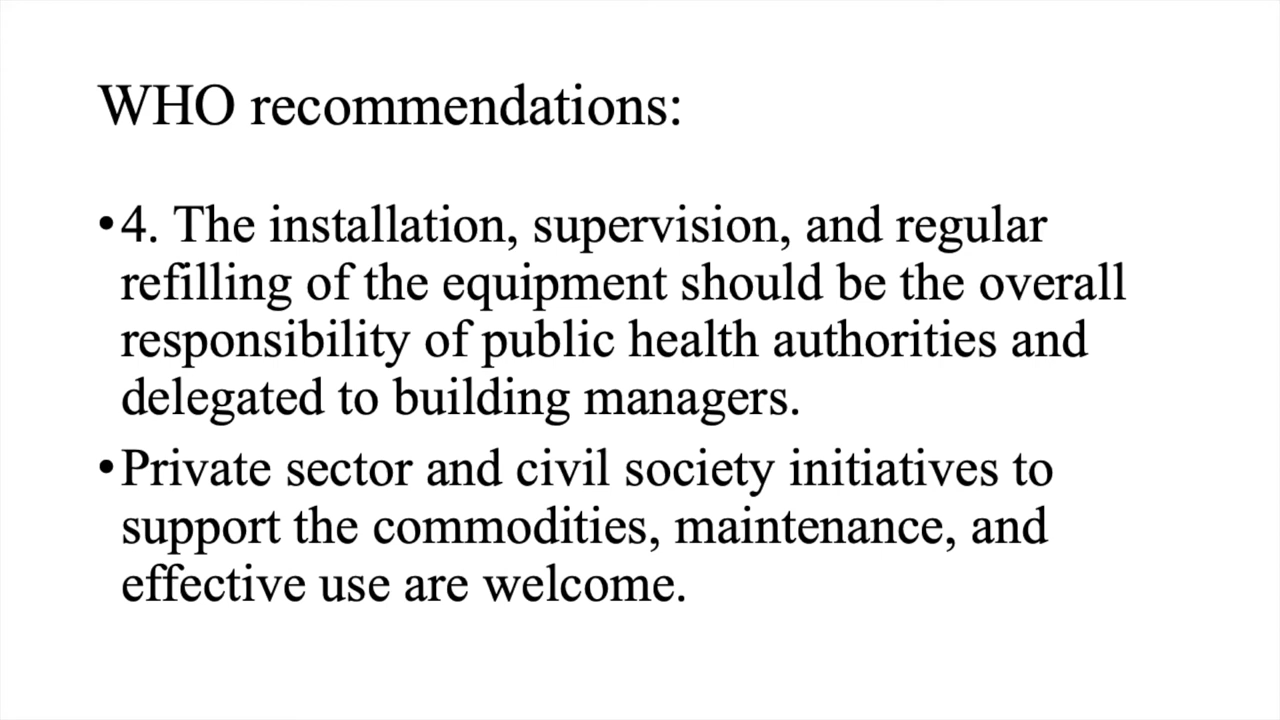 WHO recommendations:
•4. The installation, supervision, and regular
refilling of the equipment should be the overall
responsibility of public health authorities and
delegated to building managers.
•Private sector and civil society initiatives to
support the commodities, maintenance, and
effective use are welcome.